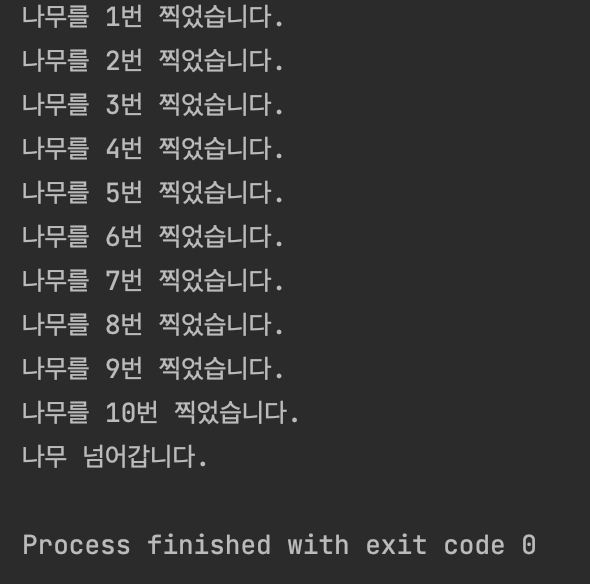 나무를 1번 찍었습니다.
나무를 2번 찍었습니다.
나무를 3번 찍었습니다.
나무를 4번 찍었습니다.
나무를 5번 찍었습니다.
나무를 6번 찍었습니다.
나무를 7번 찍었습니다.
나무를 8번 찍었습니다.
나무를 9번 찍었습니다.
나무를 10번 찍었습니다.
나무 넘어갑니다.
Process finished with exit code 0